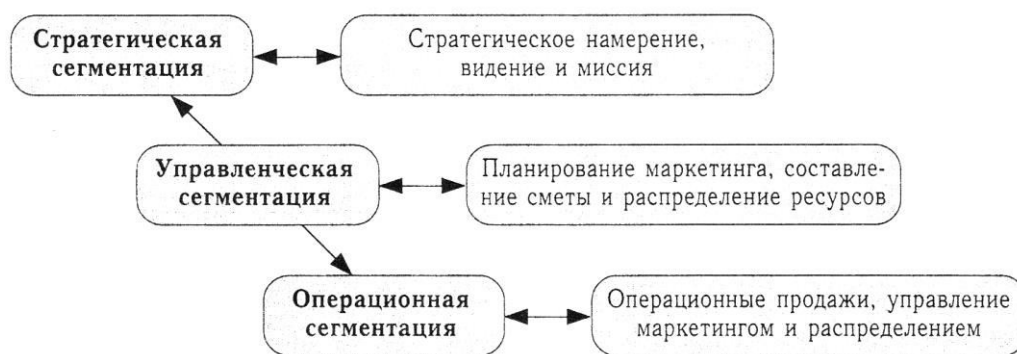 Стратегическая
сегментация
Стратегическое намерение,
видение и миссия
Управленческая
сегментация
Планирование маркетинга, составле-
ние сметы и распределение ресурсов
Операционная
сегментация
Операционные продажи, управление
маркетингом и распределением